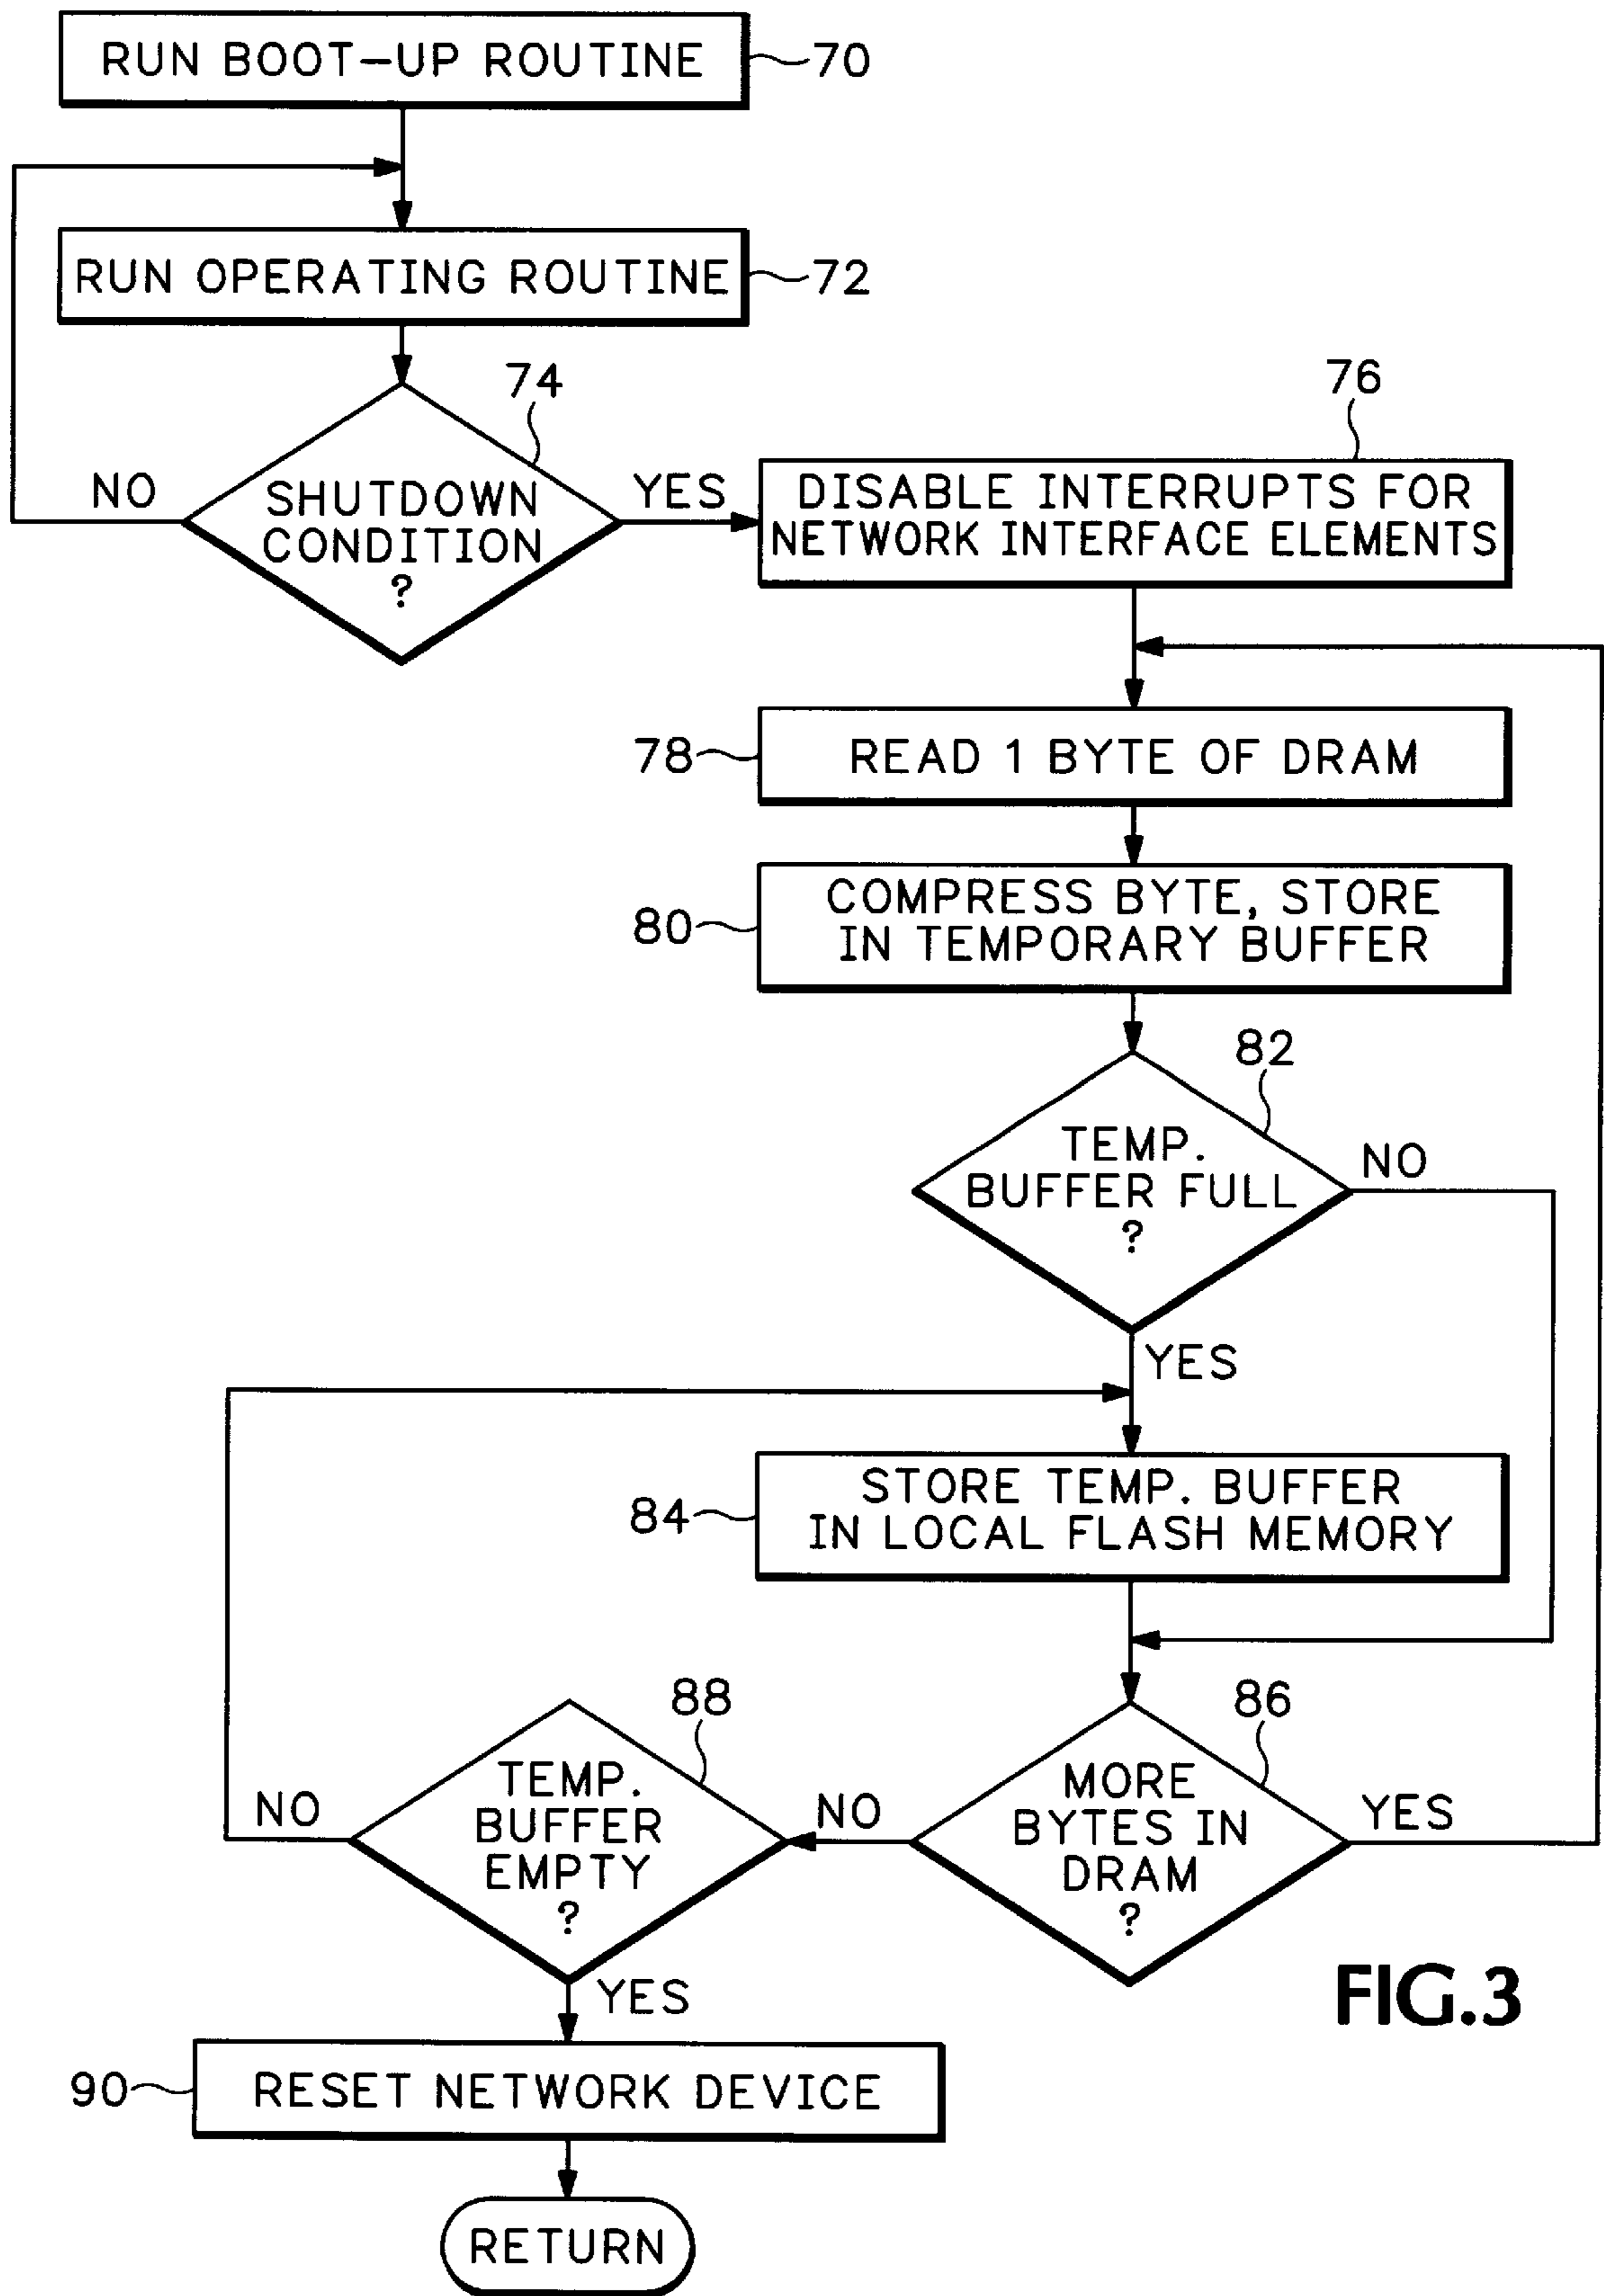 RUN BOOT-UP ROUTINE
70
RUN OPERATING ROUTINE
72
74
SHUTDOWN
CONDITION
?
NO
YES
76
DISABLE INTERRUPTS FOR
NETWORK INTERFACE ELEMENTS
78
READ 1 BYTE OF DRAM
80
COMPRESS BYTE, STORE
IN TEMPORARY BUFFER
82
TEMP.
BUFFER FULL
?
NO
YES
84
STORE TEMP. BUFFER
IN LOCAL FLASH MEMORY
86
MORE
BYTES IN
DRAM
?
YES
NO
88
TEMP.
BUFFER
EMPTY
?
NO
YES
FIG.3
90
RESET NETWORK DEVICE
RETURN